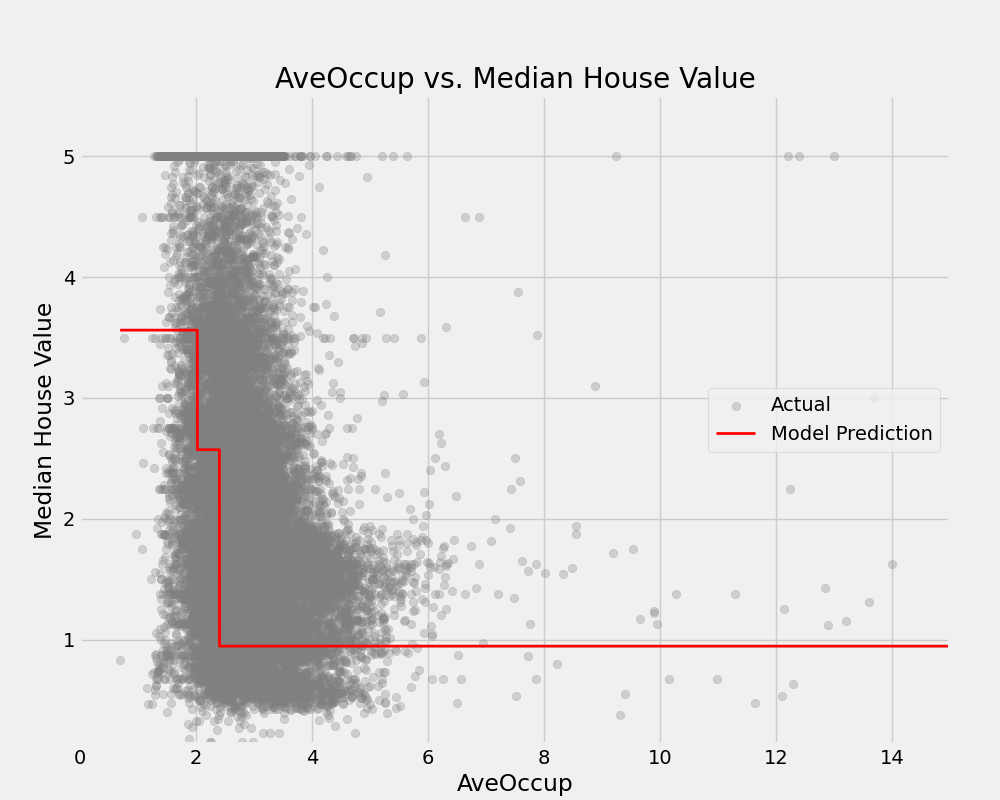 AveOccup vs. Median House Value
Median House Value
5
4
3
2
1
Actual
Model Prediction
0 2 4 6 8 10 12 14
AveOccup